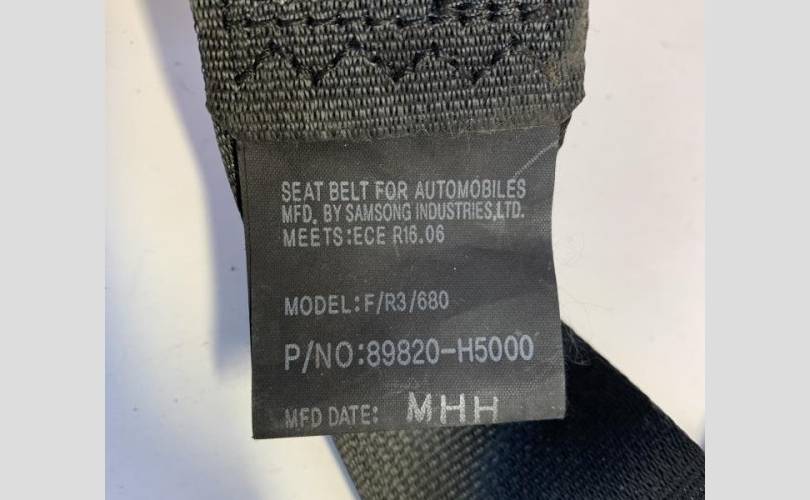 SEAT BELT FOR AUTOMOBILES
MFD. BY SAMSONG INDUSTRIES,LTD.
MEETS:ECE R16.06
MODEL:F/R3/680
P/NO:89820-H5000
MFD DATE: MHH